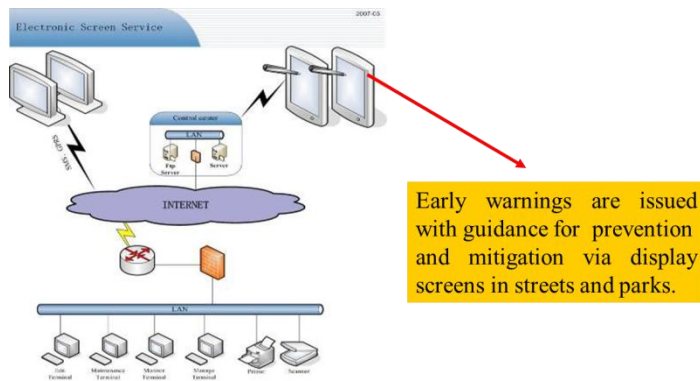 2007-03
Electronic Screen Service
Control center
LAN
Ftp
Server
Server
SMS, GPRS
INTERNET
Early warnings are issued
with guidance for prevention
and mitigation via display
screens in streets and parks.
LAN
Edit
Terminal
Maintenance
Terminal
Monitor
Terminal
Manage
Terminal
Printer
Scanner